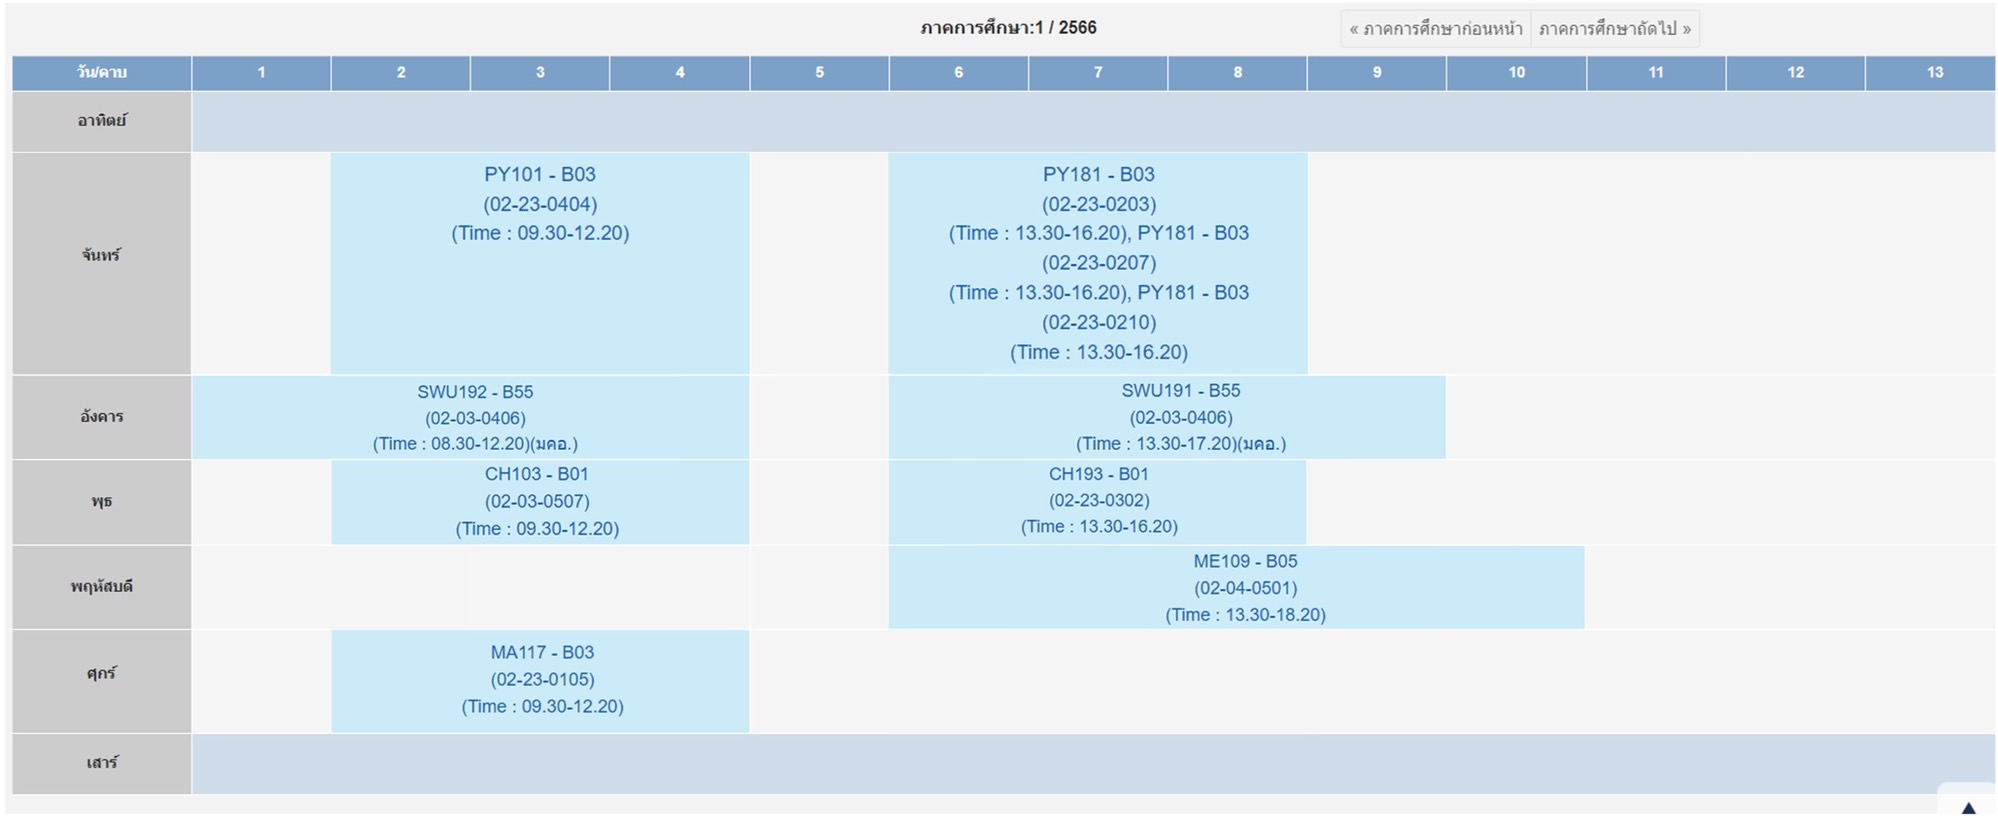 ภาคการศึกษา:1 / 2566
« ภาคการศึกษาก่อนหน้า ภาคการศึกษาถัดไป »
วัน/คาบ 1 2 3 4 5 6 7 8 9 10 11 12 13
อาทิตย์
จันทร์
PY101 - B03
(02-23-0404)
(Time : 09.30-12.20)
PY181 - B03
(02-23-0203)
(Time : 13.30-16.20), PY181 - B03
(02-23-0207)
(Time : 13.30-16.20), PY181 - B03
(02-23-0210)
(Time : 13.30-16.20)
อังคาร
SWU192 - B55
(02-03-0406)
(Time : 08.30-12.20)(มคอ.)
SWU191 - B55
(02-03-0406)
(Time : 13.30-17.20)(มคอ.)
พุธ
CH103 - B01
(02-03-0507)
(Time : 09.30-12.20)
CH193 - B01
(02-23-0302)
(Time : 13.30-16.20)
พฤหัสบดี
ME109 - B05
(02-04-0501)
(Time : 13.30-18.20)
ศุกร์
MA117 - B03
(02-23-0105)
(Time : 09.30-12.20)
เสาร์